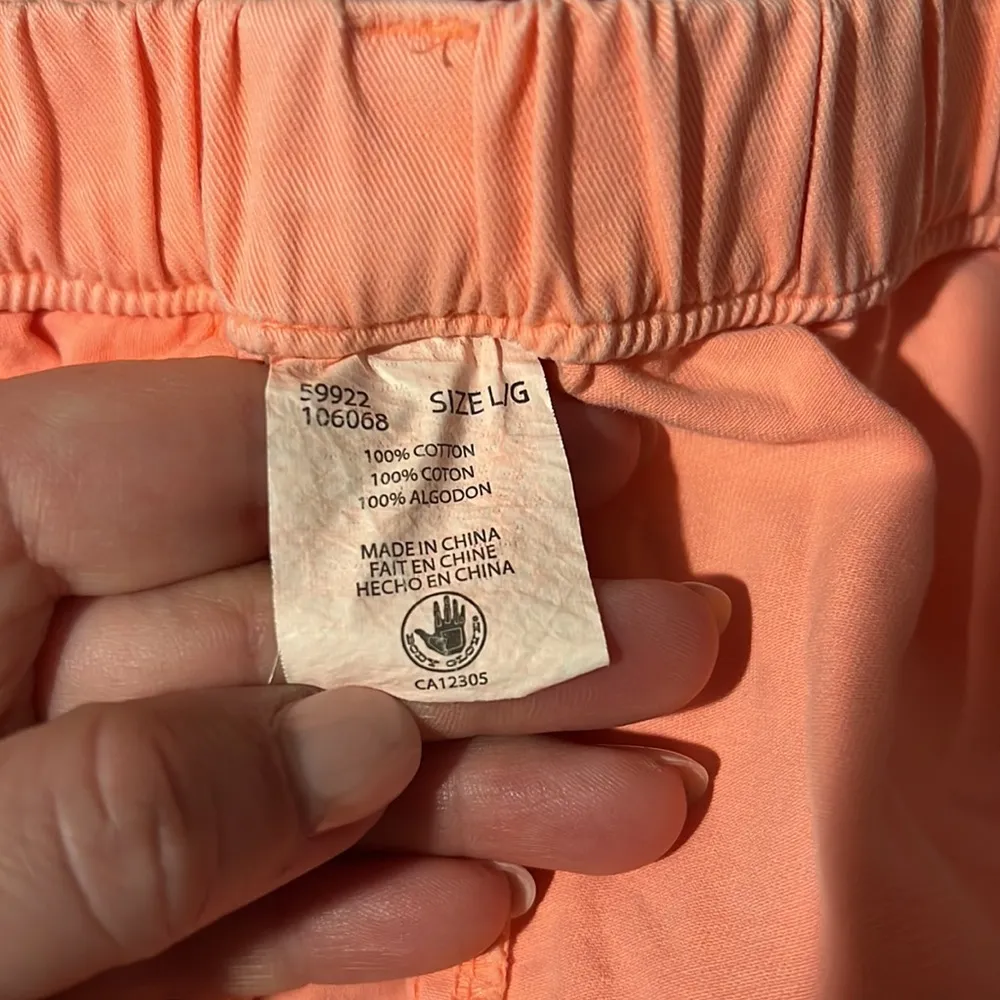 59922 SIZE L/G
106068
100% COTTON
100% COTON
100% ALGODON
MADE IN CHINA
FAIT EN CHINE
HECHO EN CHINA
BODY GLOVE
CA12305